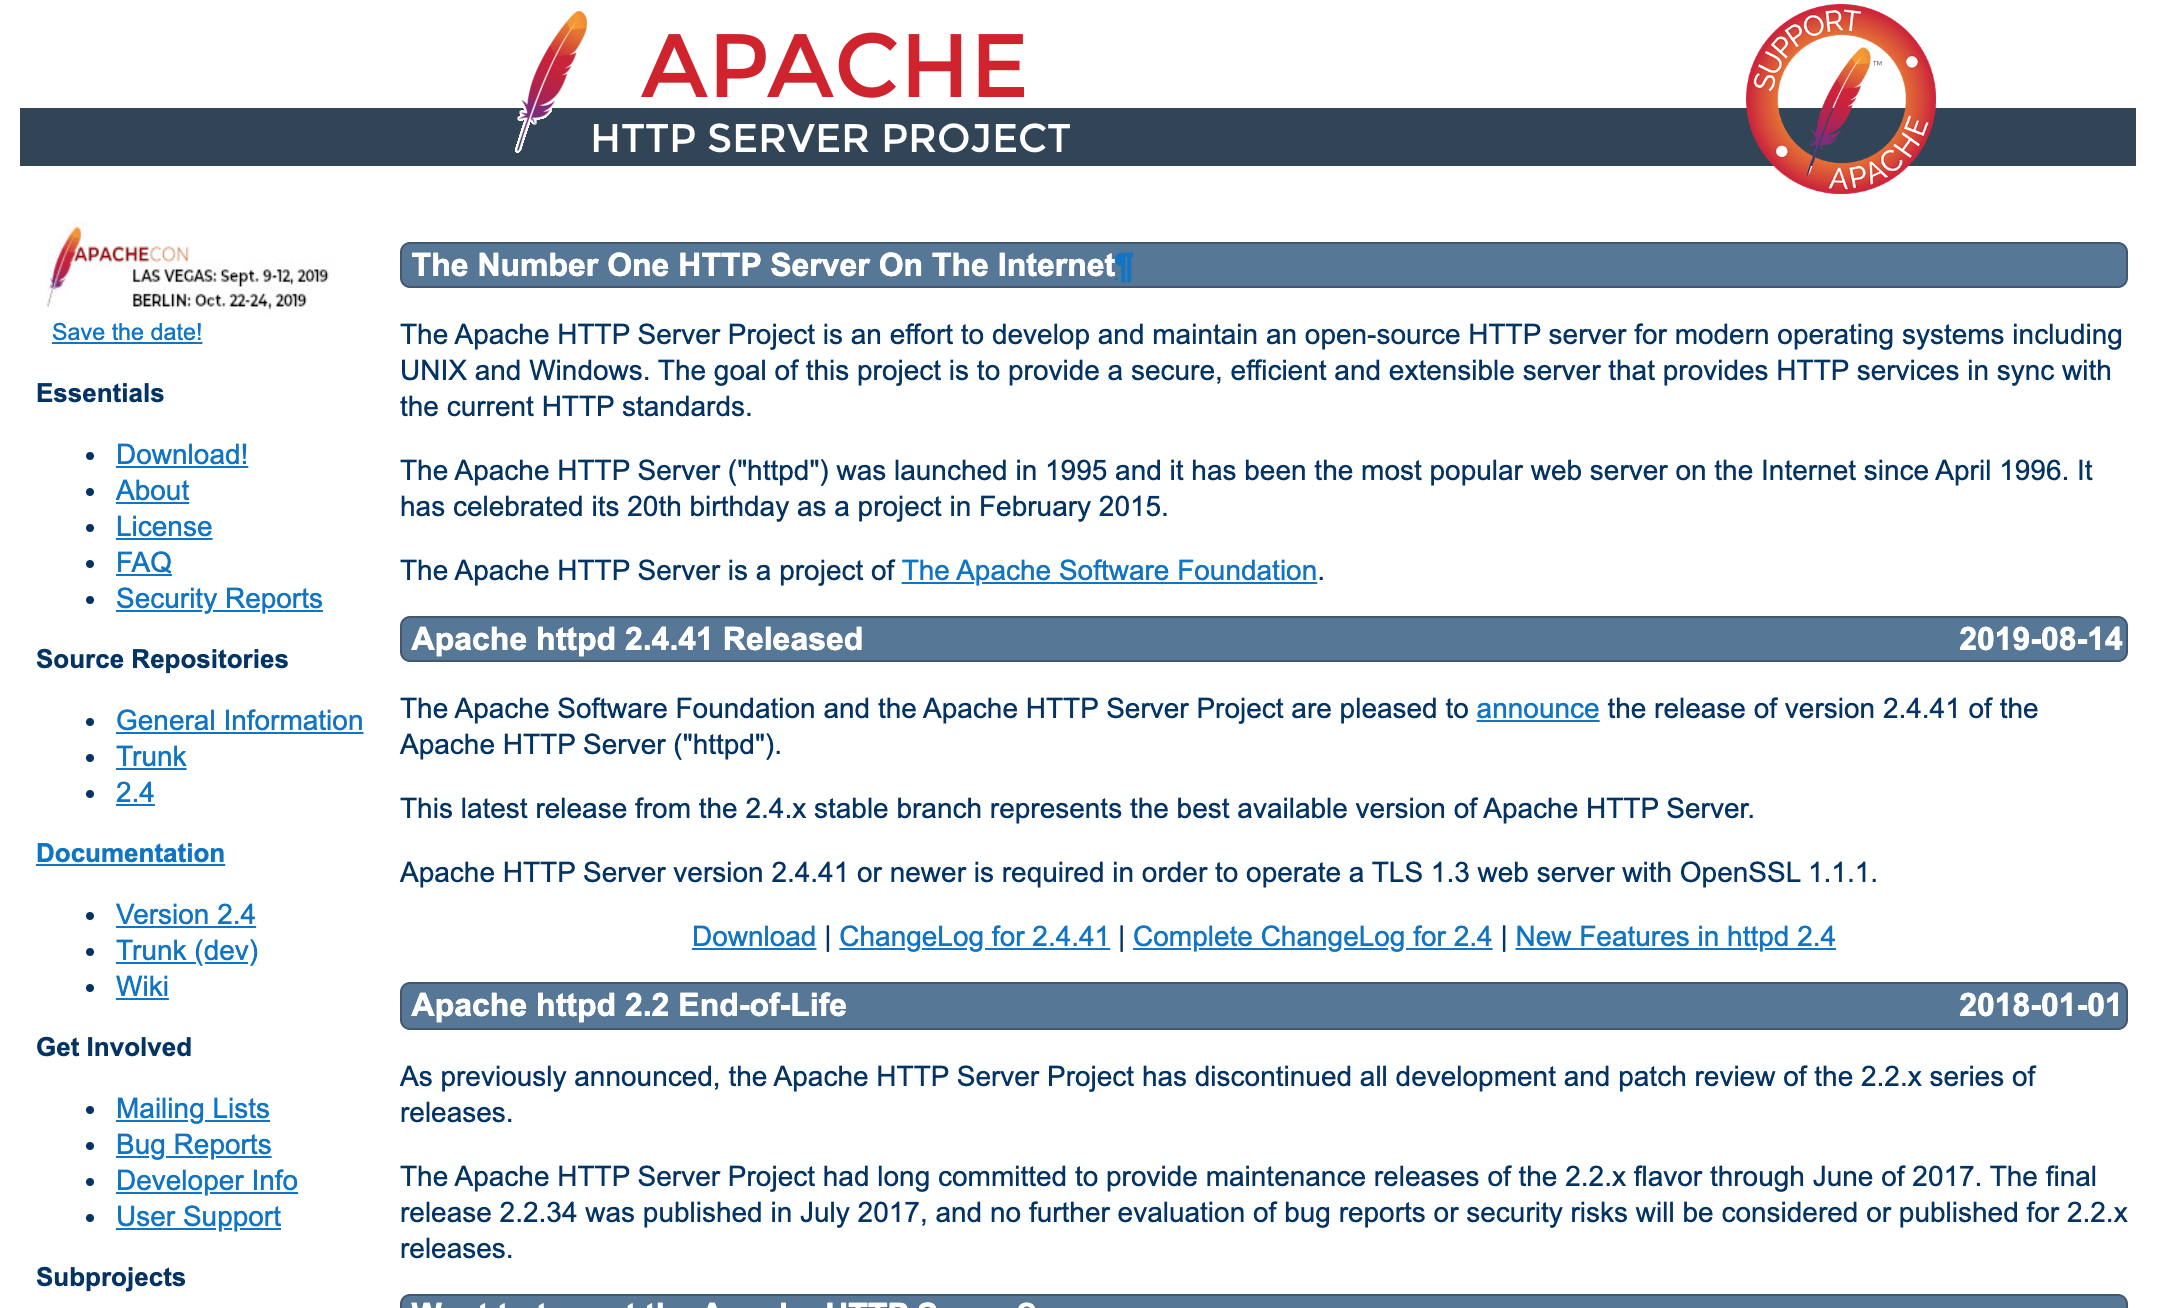 APACHE
HTTP SERVER PROJECT
SUPPORT
APACHE
TM
APACHECON
LAS VEGAS: Sept. 9-12, 2019
BERLIN: Oct. 22-24, 2019
Save the date!
Essentials
Download!
About
License
FAQ
Security Reports
Source Repositories
General Information
Trunk
2.4
Documentation
Version 2.4
Trunk (dev)
Wiki
Get Involved
Mailing Lists
Bug Reports
Developer Info
User Support
Subprojects
The Number One HTTP Server On The Internet¶
The Apache HTTP Server Project is an effort to develop and maintain an open-source HTTP server for modern operating systems including
UNIX and Windows. The goal of this project is to provide a secure, efficient and extensible server that provides HTTP services in sync with
the current HTTP standards.
The Apache HTTP Server ("httpd") was launched in 1995 and it has been the most popular web server on the Internet since April 1996. It
has celebrated its 20th birthday as a project in February 2015.
The Apache HTTP Server is a project of The Apache Software Foundation.
Apache httpd 2.4.41 Released 2019-08-14
The Apache Software Foundation and the Apache HTTP Server Project are pleased to announce the release of version 2.4.41 of the
Apache HTTP Server ("httpd").
This latest release from the 2.4.x stable branch represents the best available version of Apache HTTP Server.
Apache HTTP Server version 2.4.41 or newer is required in order to operate a TLS 1.3 web server with OpenSSL 1.1.1.
Download | ChangeLog for 2.4.41 | Complete ChangeLog for 2.4 | New Features in httpd 2.4
Apache httpd 2.2 End-of-Life 2018-01-01
As previously announced, the Apache HTTP Server Project has discontinued all development and patch review of the 2.2.x series of
releases.
The Apache HTTP Server Project had long committed to provide maintenance releases of the 2.2.x flavor through June of 2017. The final
release 2.2.34 was published in July 2017, and no further evaluation of bug reports or security risks will be considered or published for 2.2.x
releases.